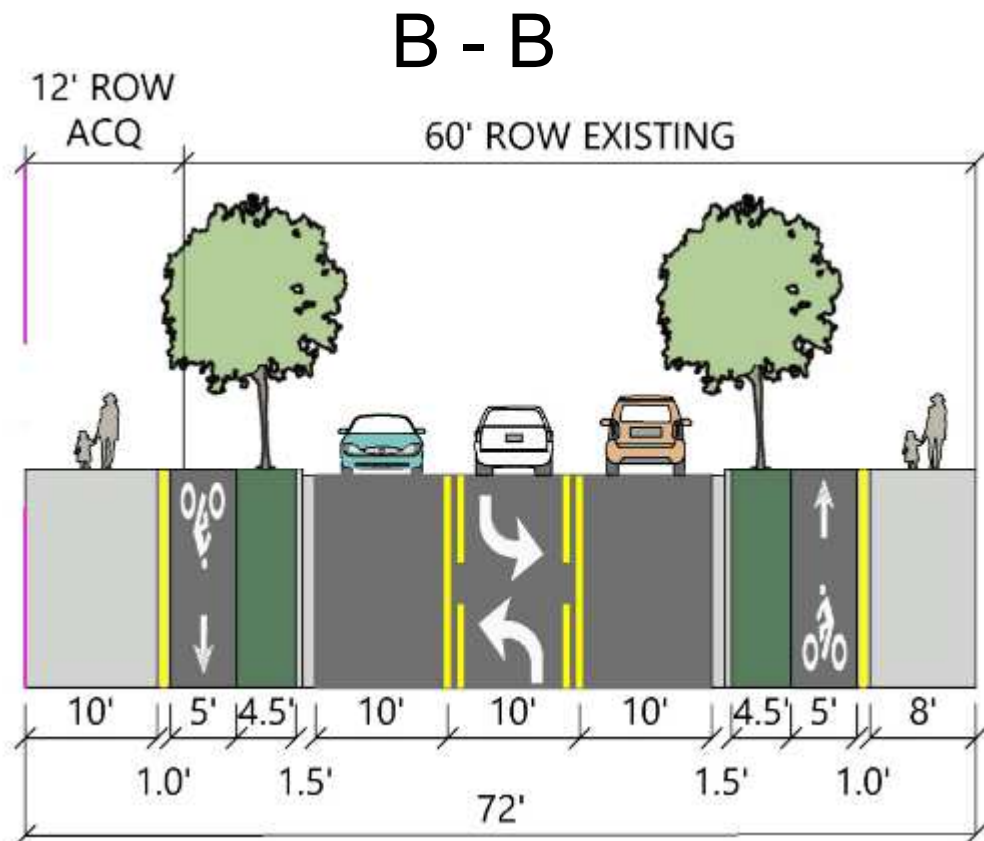 B - B
12' ROW
ACQ
60' ROW EXISTING
10' 5' 4.5' 10' 10' 10' 4.5' 5' 8'
1.0' 1.5' 1.5' 1.0'
72'